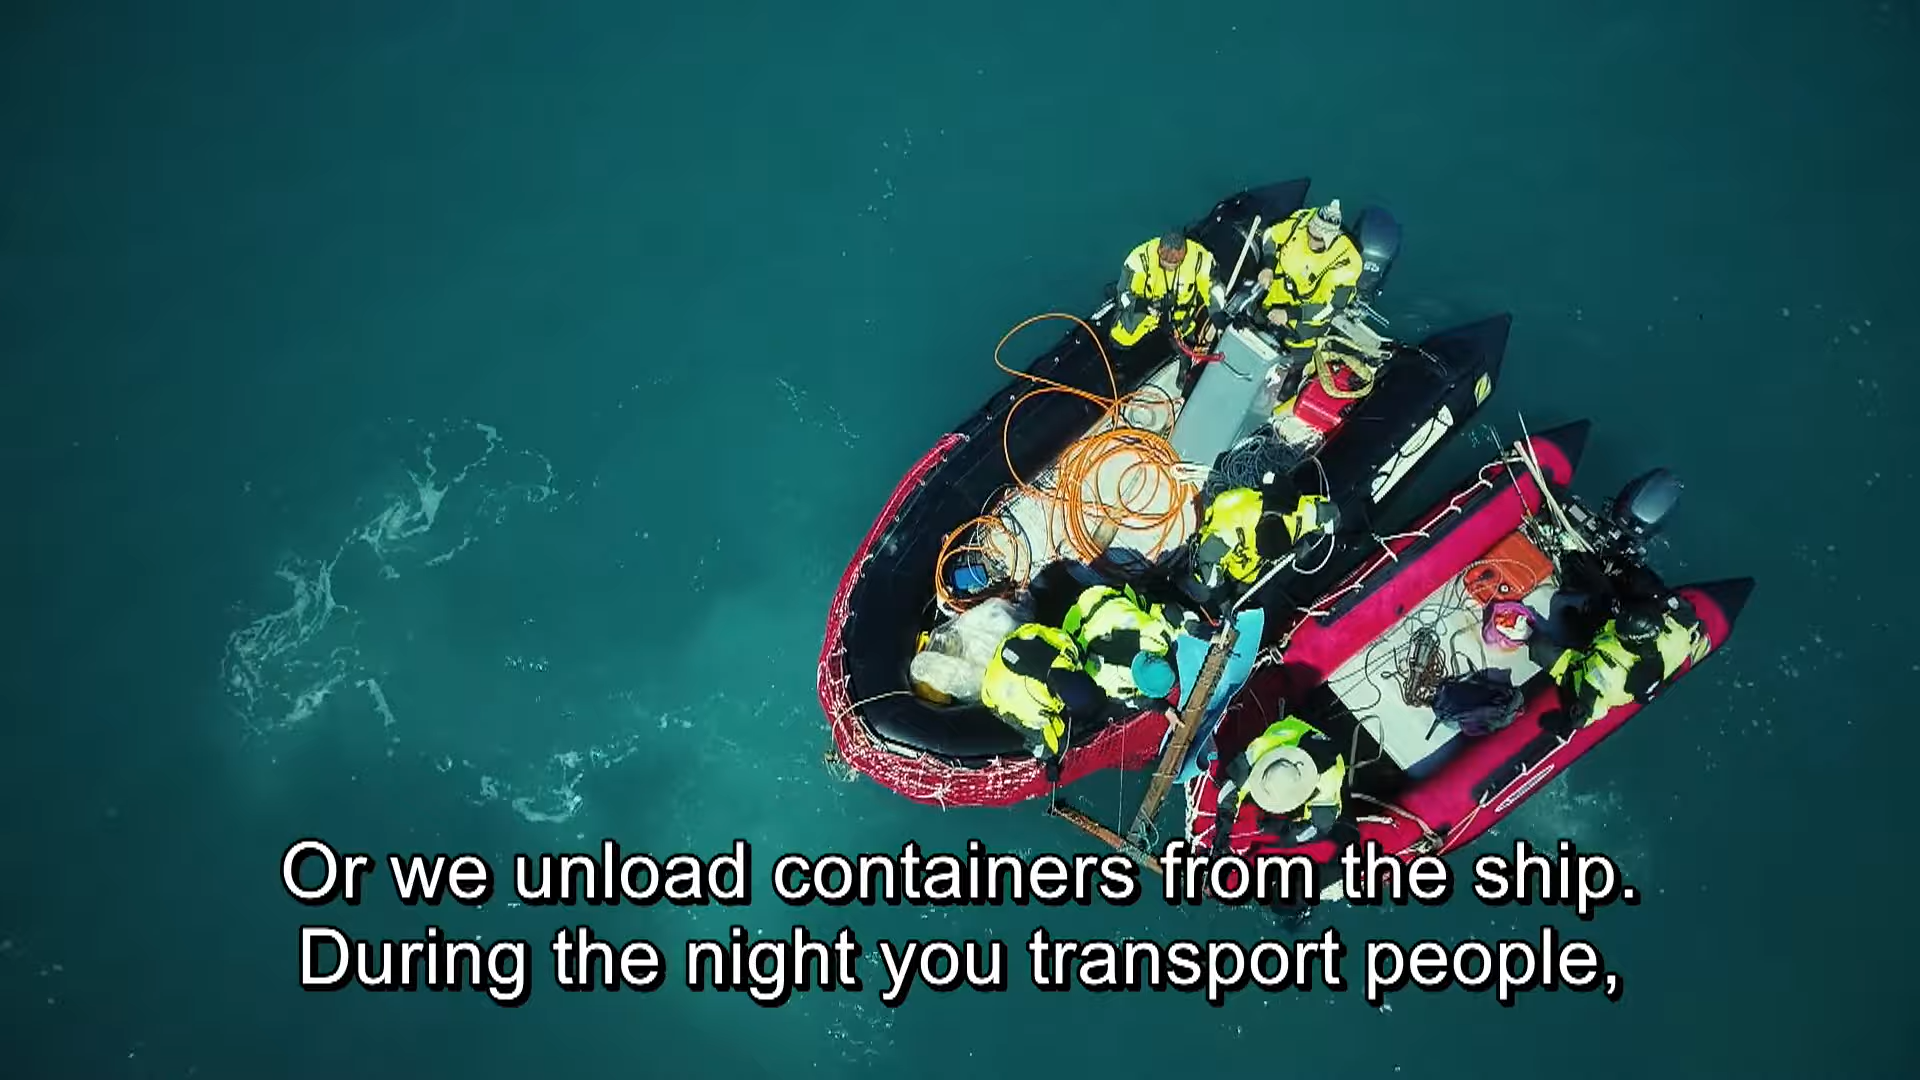 Or we unload containers from the ship.
During the night you transport people,